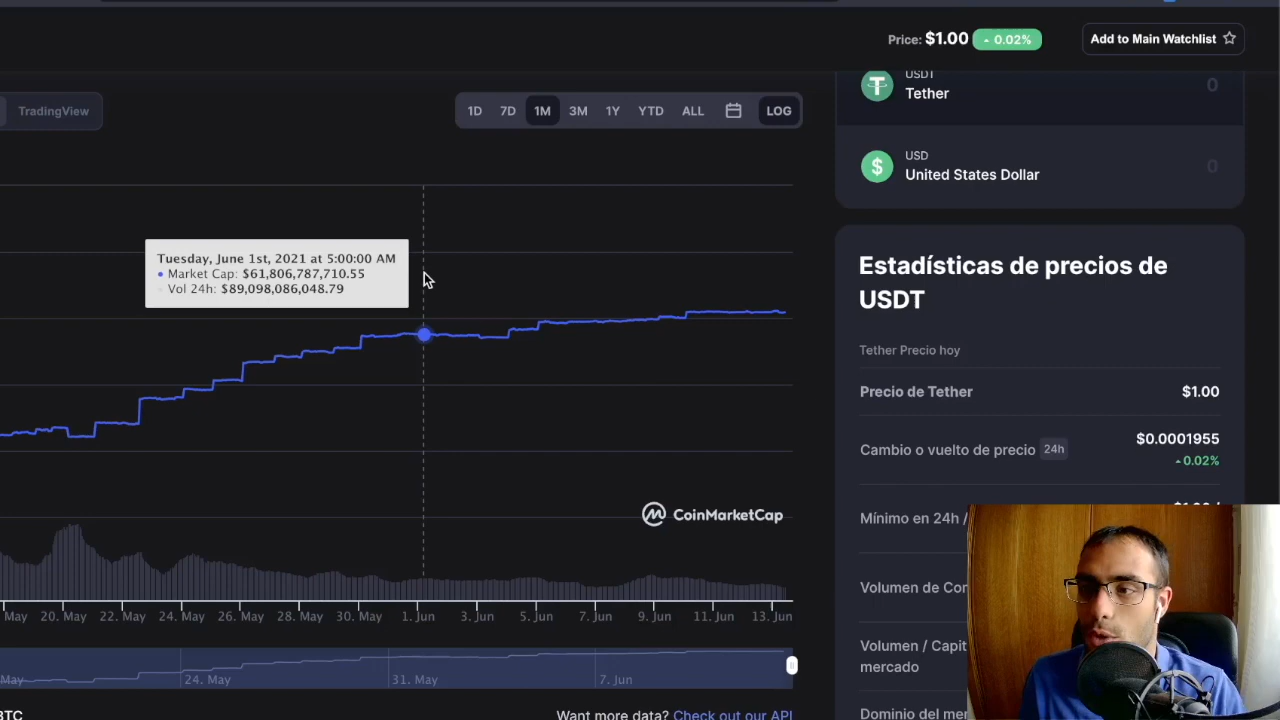 Price: $1.00 0.02% Add to Main Watchlist
TradingView
1D 7D 1M 3M 1Y YTD ALL LOG
USDT
Tether
0
USD
United States Dollar
0
Tuesday, June 1st, 2021 at 5:00:00 AM
Market Cap: $61,806,787,710.55
Vol 24h: $89,098,086,048.79
CoinMarketCap
May 20. May 22. May 24. May 26. May 28. May 30. May 1. Jun 3. Jun 5. Jun 7. Jun 9. Jun 11. Jun 13. Jun
May 24. May 31. May 7. Jun
BTC
Want more data? Check out our API
Estadísticas de precios de
USDT
Tether Precio hoy
Precio de Tether $1.00
Cambio o vuelto de precio 24h $0.0001955
0.02%
Mínimo en 24h /
Volumen de Cor
Volumen / Capit
mercado
Dominio del mer